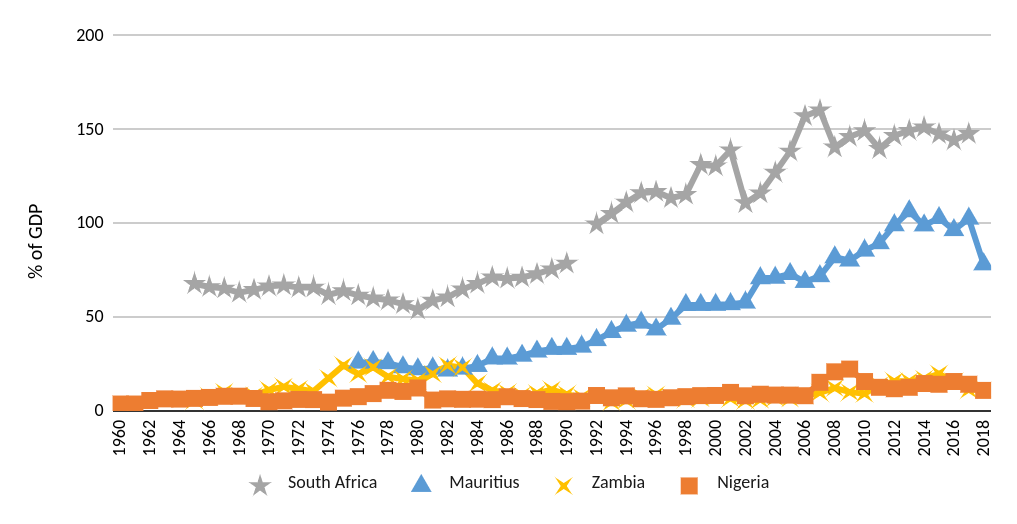 200
150
100
50
0
% of GDP
1960 1962 1964 1966 1968 1970 1972 1974 1976 1978 1980 1982 1984 1986 1988 1990 1992 1994 1996 1998 2000 2002 2004 2006 2008 2010 2012 2014 2016 2018
South Africa Mauritius Zambia Nigeria